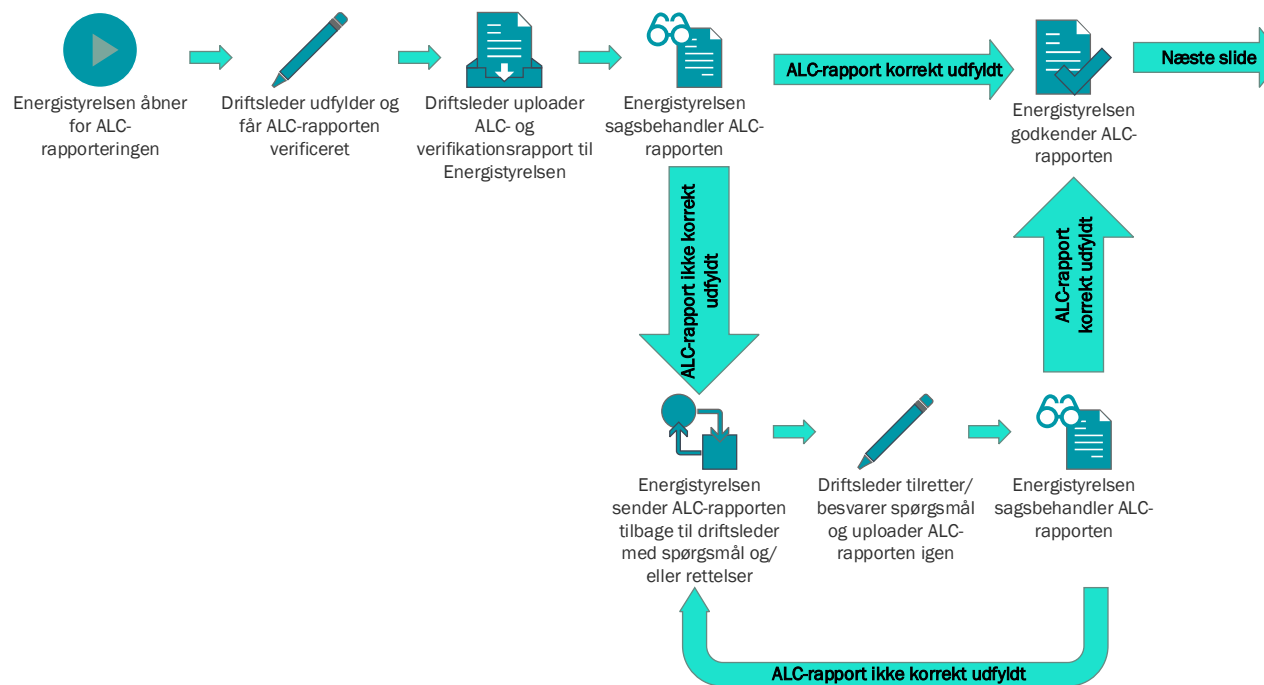 Energistyrelsen åbner
for ALC-
rapporteringen
Driftsleder udfylder og
får ALC-rapporten
verificeret
Driftsleder uploader
ALC- og
verifikationsrapport til
Energistyrelsen
Energistyrelsen
sagsbehandler ALC-
rapporten
ALC-rapport korrekt udfyldt
Energistyrelsen
godkender ALC-
rapporten
Næste slide
ALC-rapport ikke korrekt
udfyldt
ALC-rapport
korrekt udfyldt
Energistyrelsen
sender ALC-rapporten
tilbage til driftsleder
med spørgsmål og/
eller rettelser
Driftsleder tilretter/
besvarer spørgsmål
og uploader ALC-
rapporten igen
Energistyrelsen
sagsbehandler ALC-
rapporten
ALC-rapport ikke korrekt udfyldt